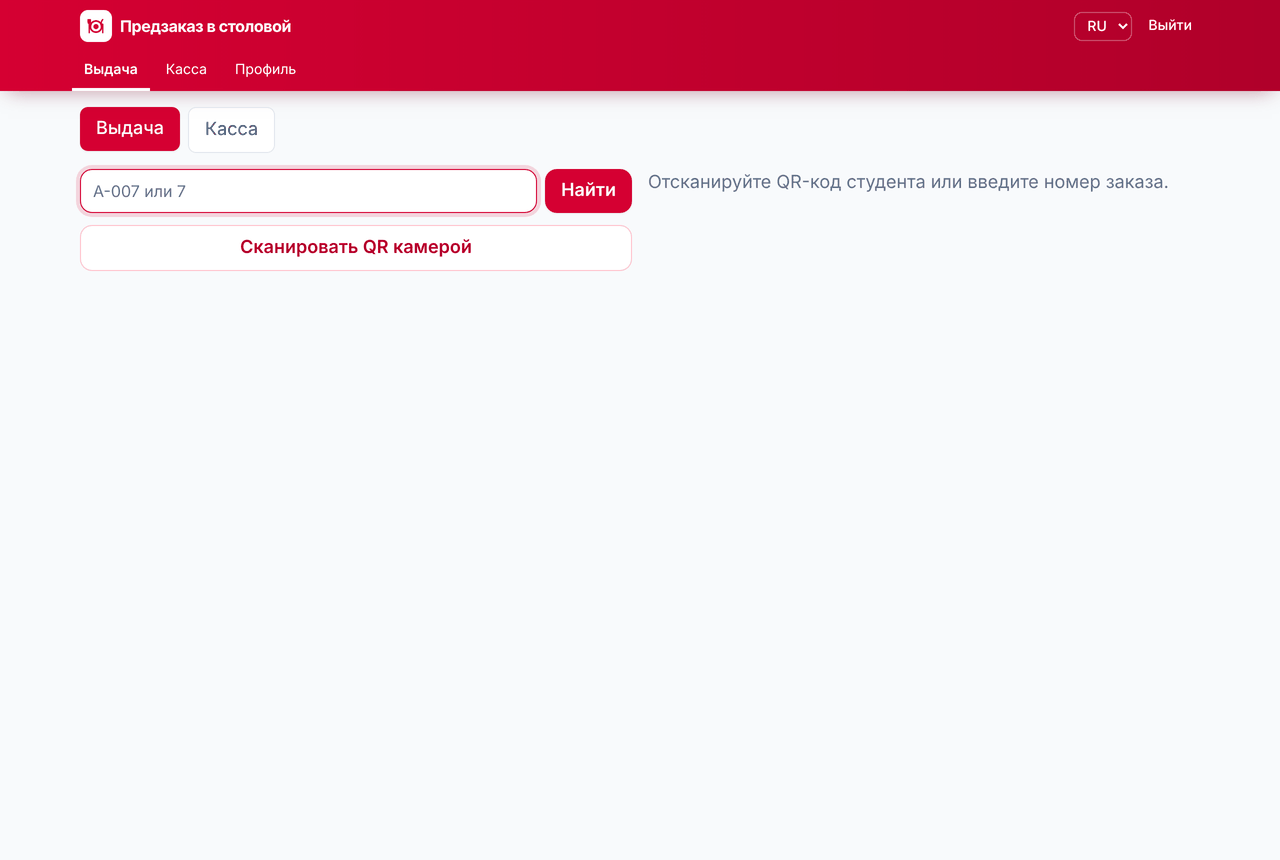 Предзаказ в столовой
RU
Выйти
Выдача
Касса
Профиль
Выдача
Касса
А-007 или 7
Найти
Отсканируйте QR-код студента или введите номер заказа.
Сканировать QR камерой